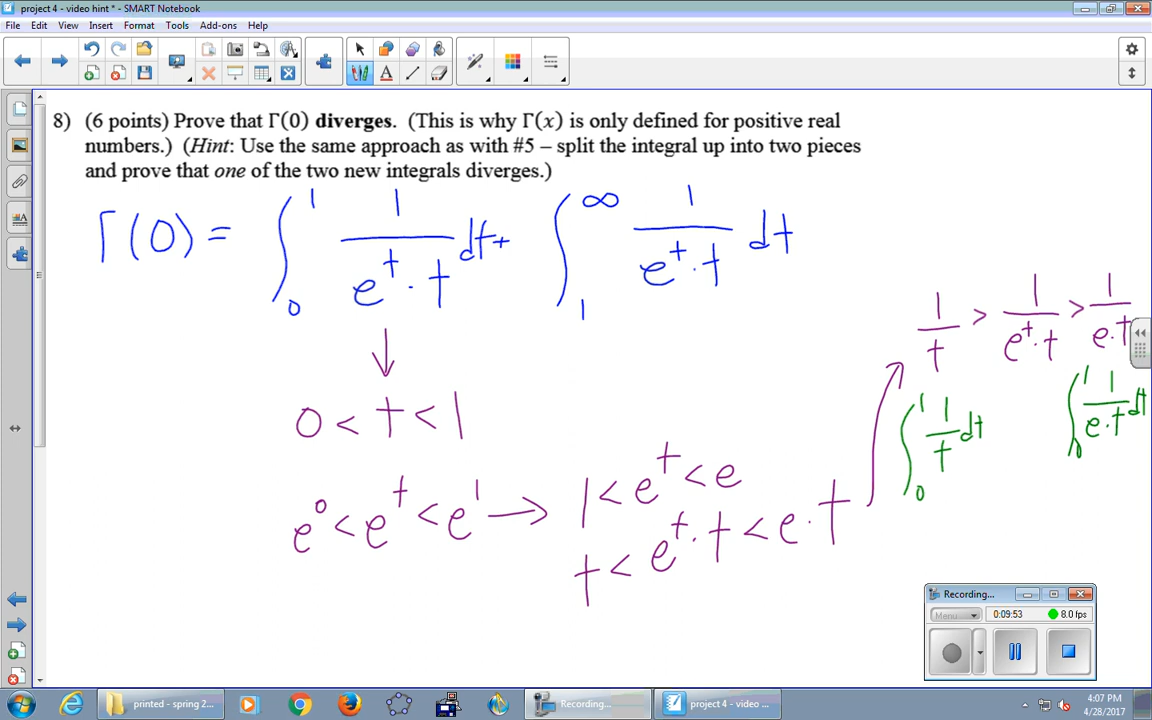 project 4 - video hint * - SMART Notebook
File Edit View Insert Format Tools Add-ons Help
8) (6 points) Prove that Γ(0) diverges. (This is why Γ(x) is only defined for positive real
numbers.) (Hint: Use the same approach as with #5 – split the integral up into two pieces
and prove that one of the two new integrals diverges.)
Γ(0) = ∫₀¹ 1/(e^t · t) dt + ∫₁^∞ 1/(e^t · t) dt
1/t > 1/(e^t · t) > 1/(e · t)
∫₀¹ 1/t dt ∫₀¹ 1/(e · t) dt
0 < t < 1
e^0 < e^t < e^1 → 1 < e^t < e
t < e^t · t < e · t
Recording...
Menu 0:09:53 8.0 fps
printed - spring 2... Recording... project 4 - video ...
4:07 PM
4/28/2017